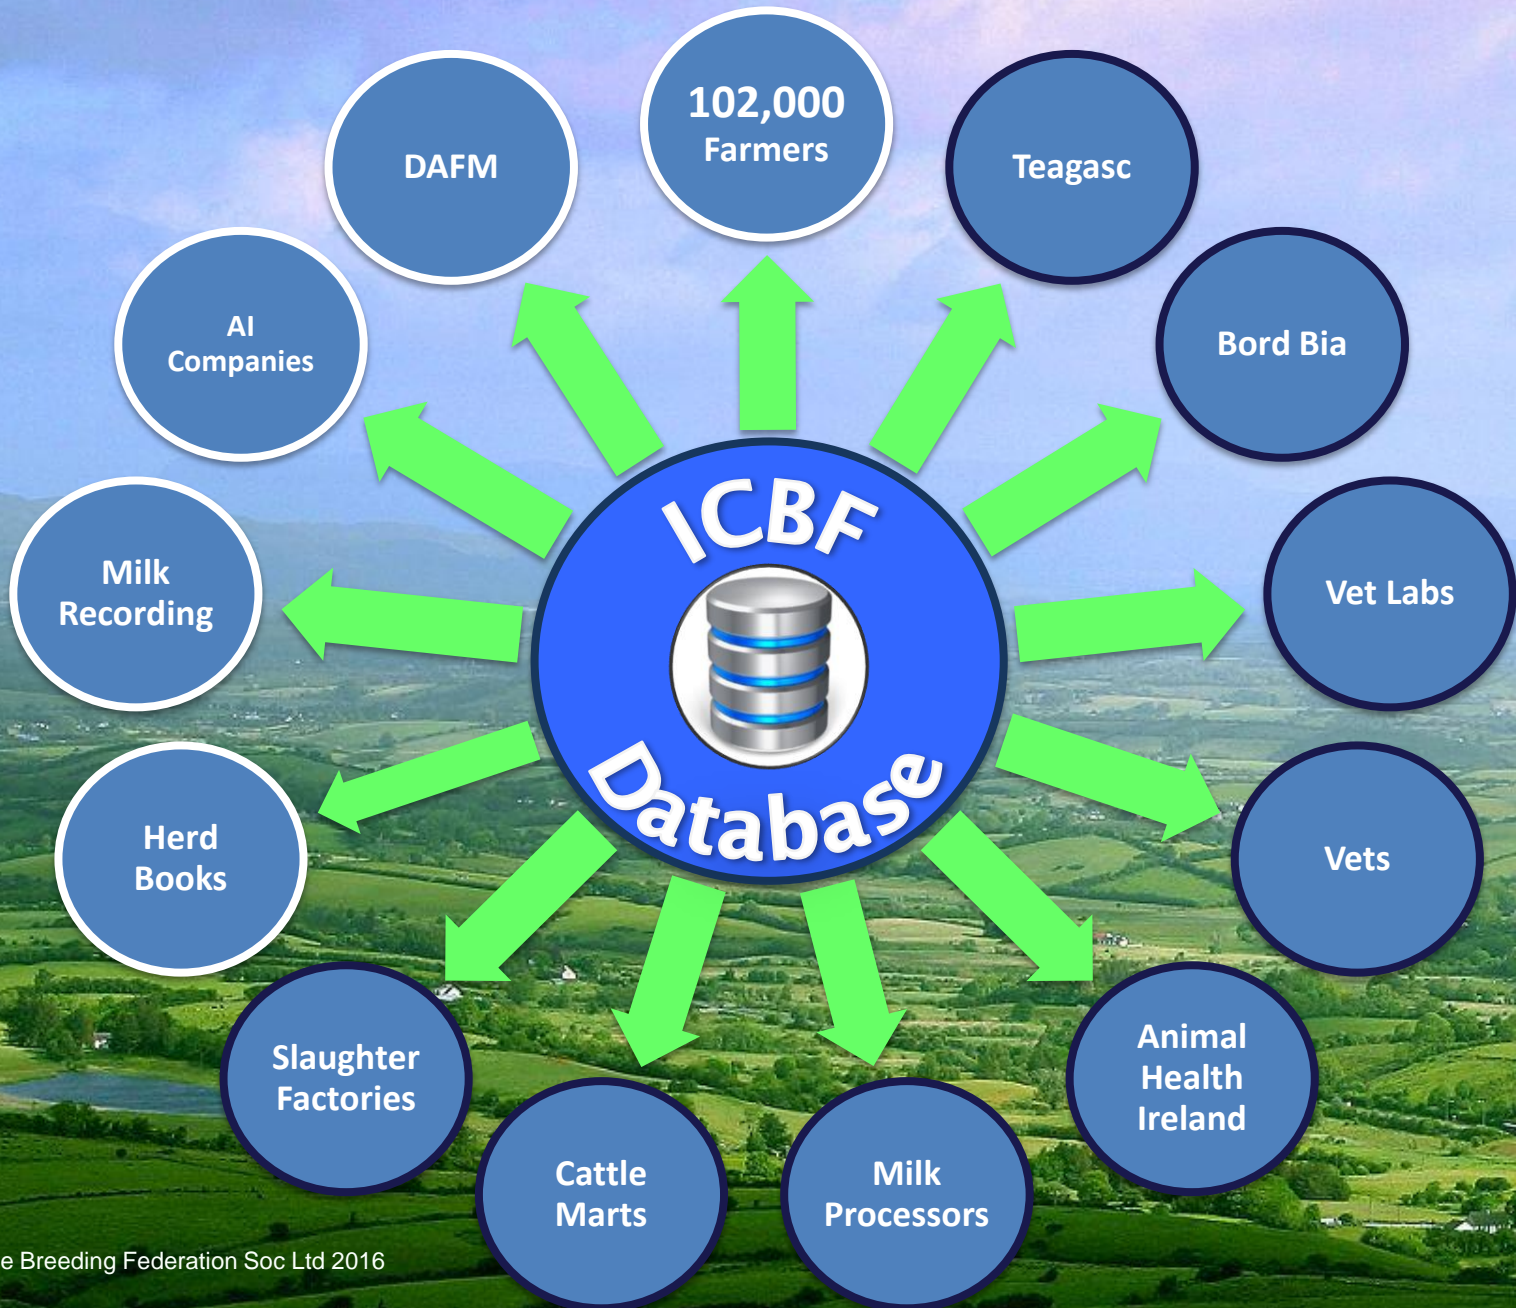 102,000
Farmers
Teagasc
Bord Bia
Vet Labs
Vets
Animal
Health
Ireland
Milk
Processors
Cattle
Marts
Slaughter
Factories
Herd
Books
Milk
Recording
AI
Companies
DAFM
ICBF
Database
e Breeding Federation Soc Ltd 2016